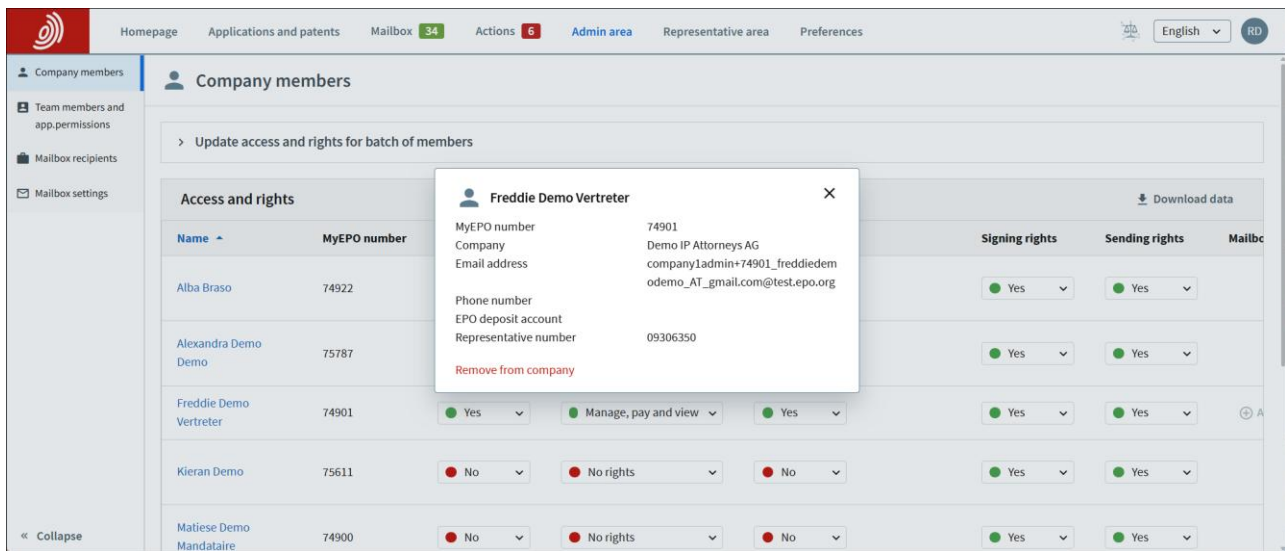 Homepage Applications and patents Mailbox 34 Actions 6 Admin area Representative area Preferences English RD
Company members
Team members and
app.permissions
Mailbox recipients
Mailbox settings
« Collapse
Company members
Update access and rights for batch of members
Access and rights Download data
Name MyEPO number Signing rights Sending rights Mailbo
Alba Braso 74922 Yes Yes
Alexandra Demo
Demo 75787 Yes Yes
Freddie Demo
Vertreter 74901 Yes Manage, pay and view Yes Yes Yes A
Kieran Demo 75611 No No rights No Yes Yes
Matiese Demo
Mandataire 74900 No No rights No Yes Yes
Freddie Demo Vertreter
MyEPO number 74901
Company Demo IP Attorneys AG
Email address company1admin+74901_freddiedem
odemo_AT_gmail.com@test.epo.org
Phone number
EPO deposit account
Representative number 09306350
Remove from company